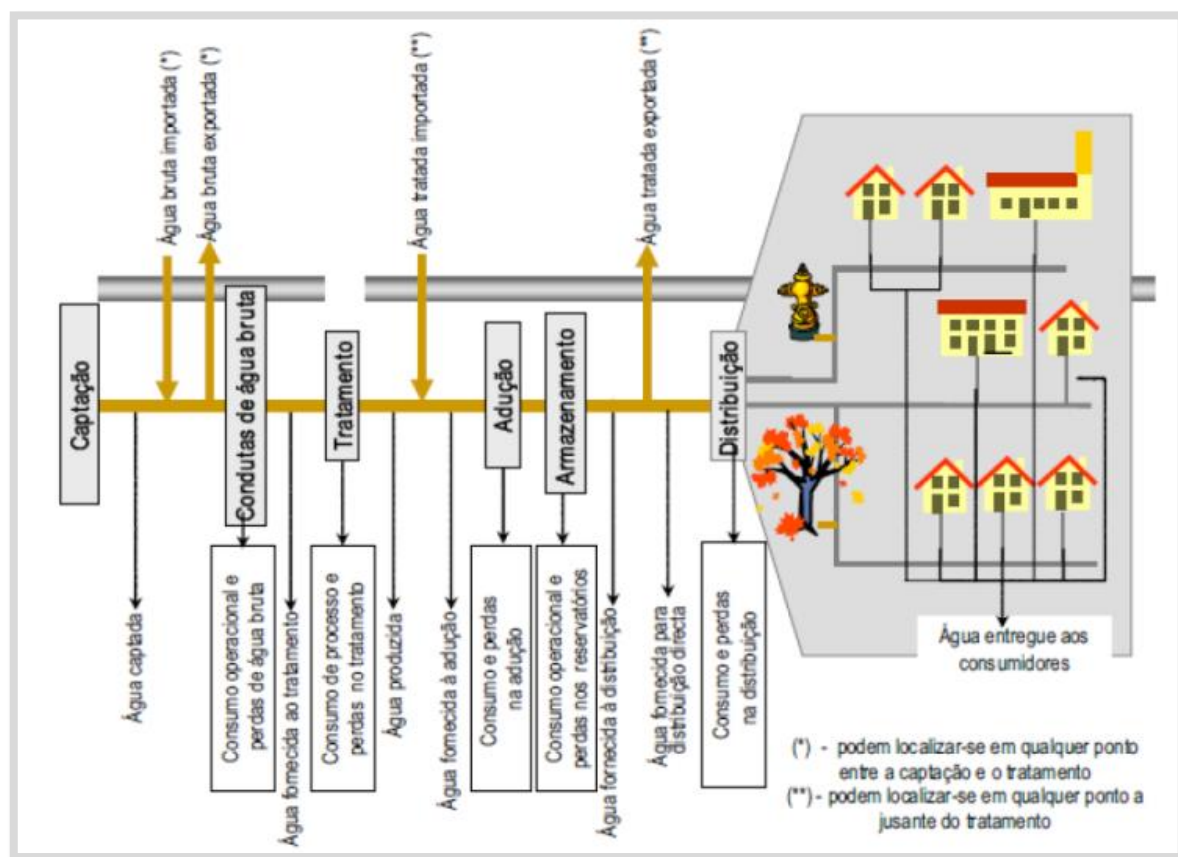 Água bruta importada (*)
Água bruta exportada (*)
Água tratada importada (**)
Água tratada exportada (**)
Captação
Condutas de água bruta
Tratamento
Adução
Armazenamento
Distribuição
Água captada
Consumo operacional e
perdas de água bruta
Água fornecida ao tratamento
Consumo de processo e
perdas no tratamento
Água produzida
Água fornecida à adução
Consumo e perdas
na adução
Consumo operacional e
perdas nos reservatórios
Água fornecida à distribuição
Água fornecida para
distribuição directa
Consumo e perdas
na distribuição
Água entregue aos
consumidores
(*) - podem localizar-se em qualquer ponto
entre a captação e o tratamento
(**) - podem localizar-se em qualquer ponto a
jusante do tratamento